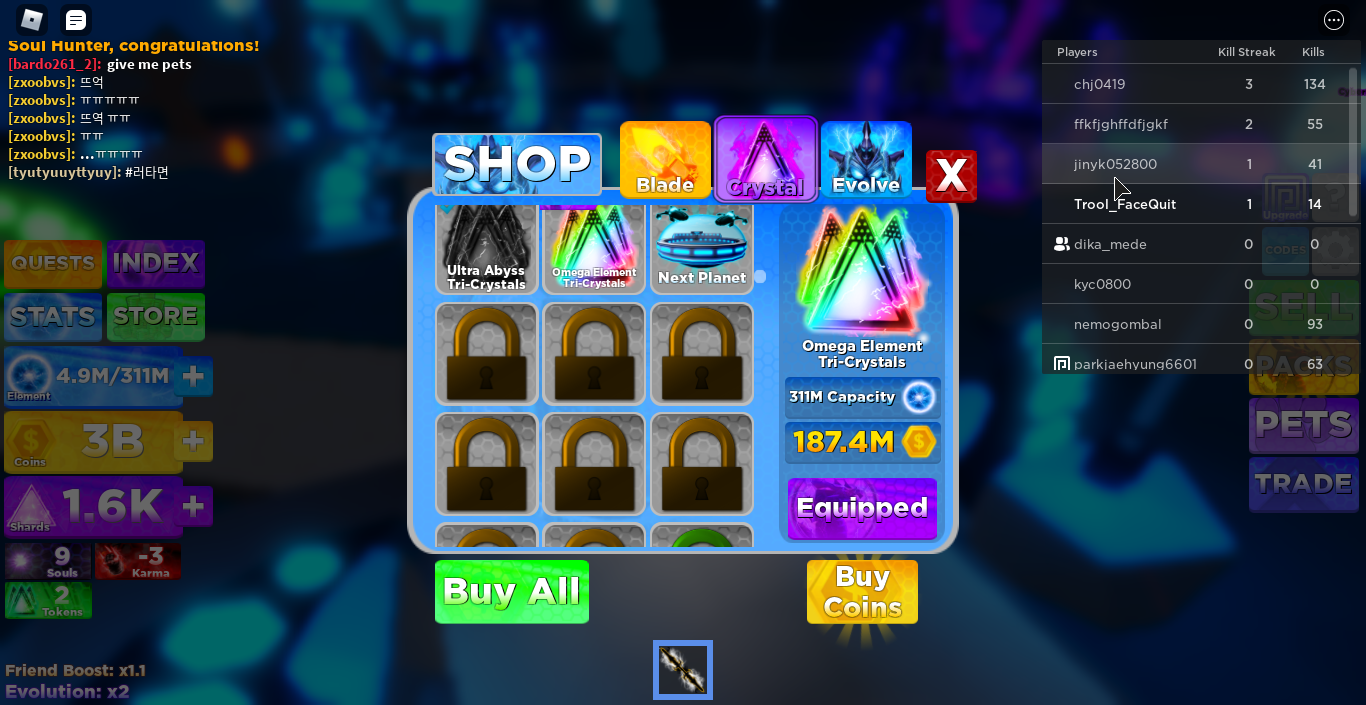 Soul Hunter, congratulations!
[bardo261_2]: give me pets
[zxoobvs]: 뜨억
[zxoobvs]: ㅠㅠㅠㅠㅠ
[zxoobvs]: 뜨역 ㅠㅠ
[zxoobvs]: ㅠㅠ
[zxoobvs]: ...ㅠㅠㅠㅠ
[tyutyuuyttyuy]: #러타면
QUESTS
INDEX
STATS
STORE
4.9M/311M
+
Element
3B
+
Coins
1.6K
+
Shards
9
Souls
-3
Karma
2
Tokens
Friend Boost: x1.1
Evolution: x2
SHOP
Blade
Crystal
Evolve
X
Ultra Abyss
Tri-Crystals
Omega Element
Tri-Crystals
Next Planet
Omega Element
Tri-Crystals
311M Capacity
187.4M
Equipped
Buy All
Buy
Coins
Players Kill Streak Kills
chj0419 3 134
ffkfjghffdfjgkf 2 55
jinyk052800 1 41
Trool_FaceQuit 1 14
dika_mede 0 0
kyc0800 0 0
nemogombal 0 93
parkjaehyung6601 0 63
Upgrade
?
CODES
SELL
PACKS
PETS
TRADE